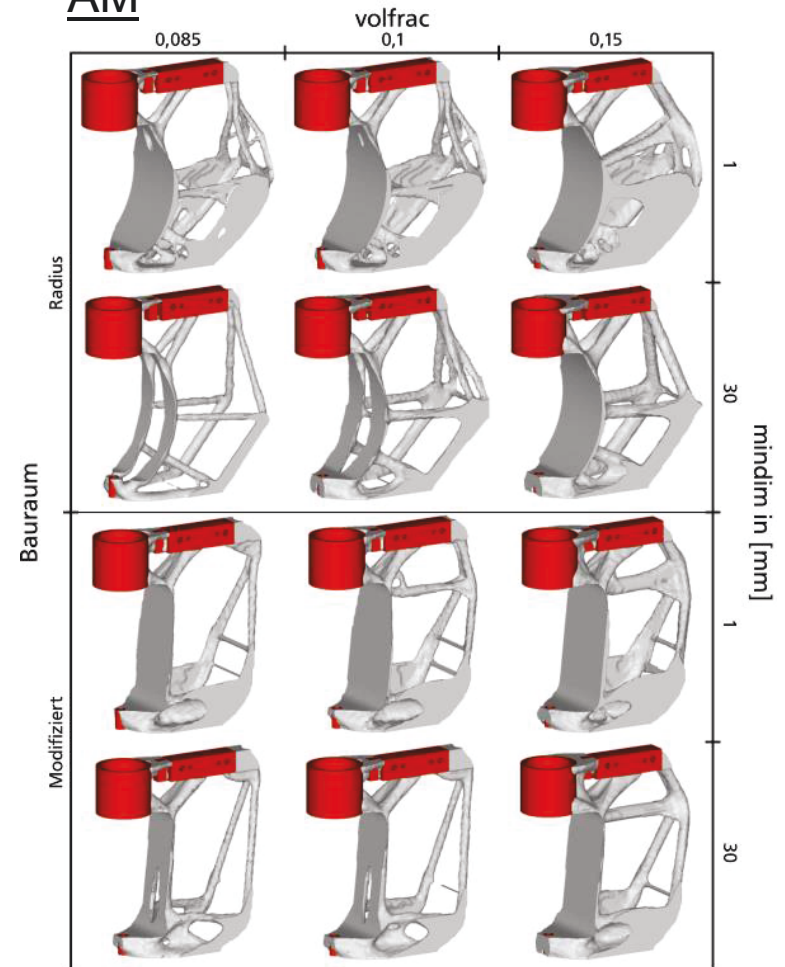 AM
volfrac
0,085
0,1
0,15
1
Radius
30
Bauraum
mindim in [mm]
1
Modifiziert
30